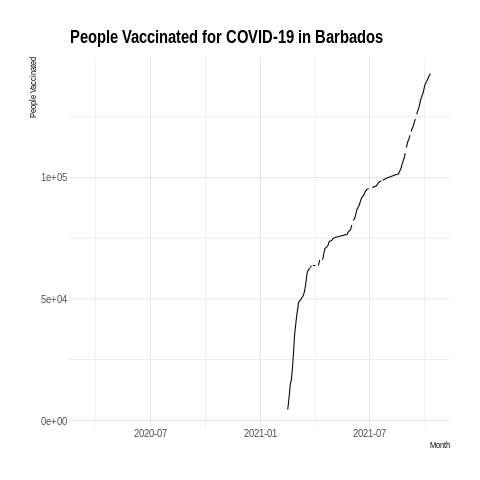 People Vaccinated for COVID-19 in Barbados
People Vaccinated
1e+05
5e+04
0e+00
2020-07 2021-01 2021-07
Month